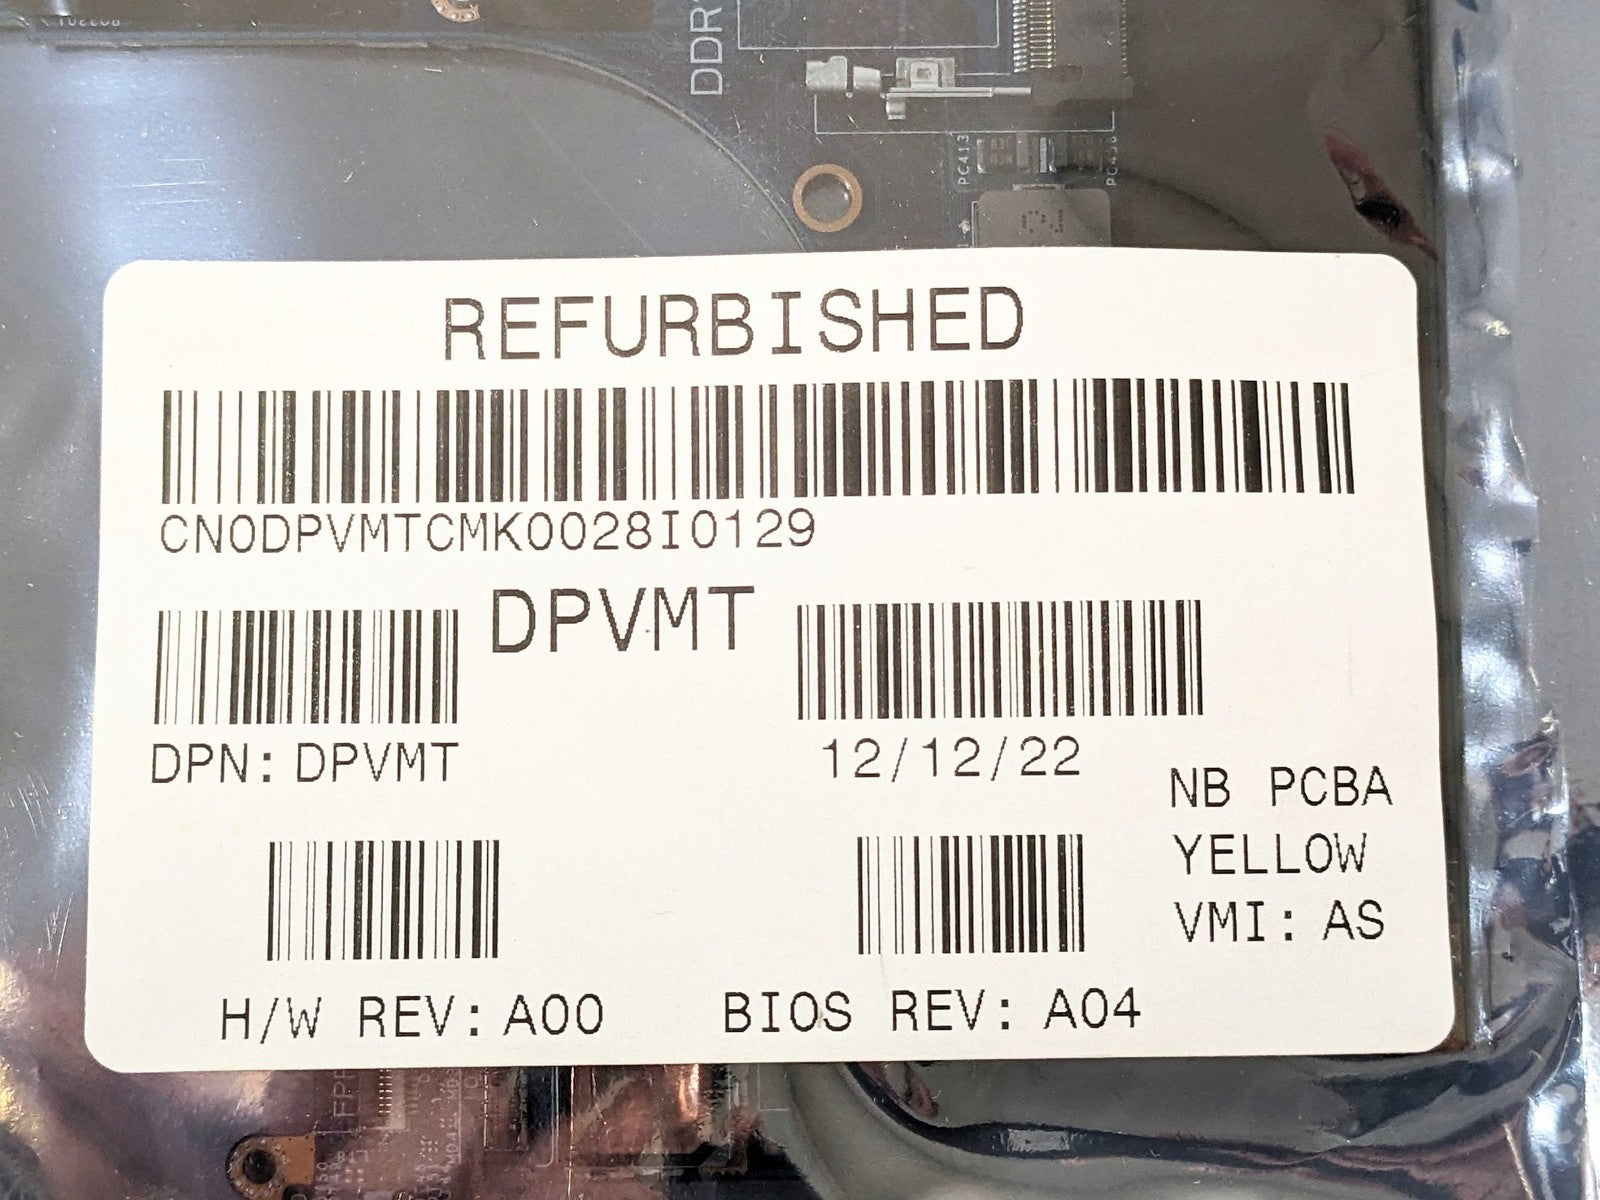 DDR
PC413
REFURBISHED
CN0DPVMTCMK0028I0129
DPVMT
DPN: DPVMT
12/12/22
NB PCBA
YELLOW
VMI: AS
H/W REV: A00
BIOS REV: A04